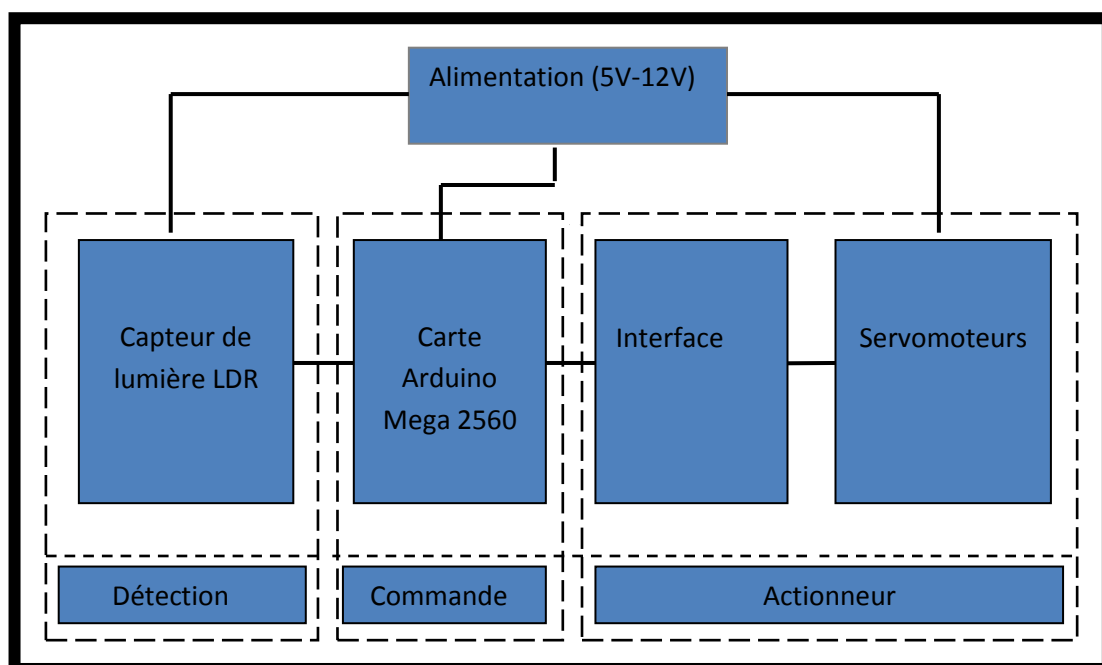 Alimentation (5V-12V)
Capteur de
lumière LDR
Carte
Arduino
Mega 2560
Interface
Servomoteurs
Détection
Commande
Actionneur